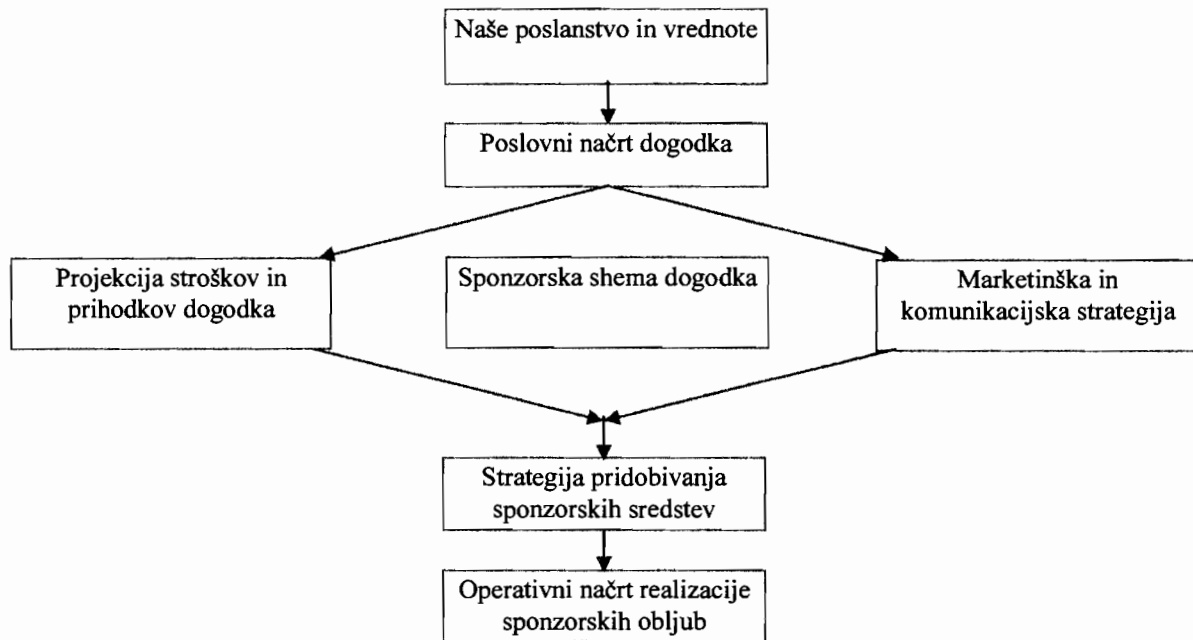 Naše poslanstvo in vrednote
Poslovni načrt dogodka
Projekcija stroškov in
prihodkov dogodka
Sponzorska shema dogodka
Marketinška in
komunikacijska strategija
Strategija pridobivanja
sponzorskih sredstev
Operativni načrt realizacije
sponzorskih obljub